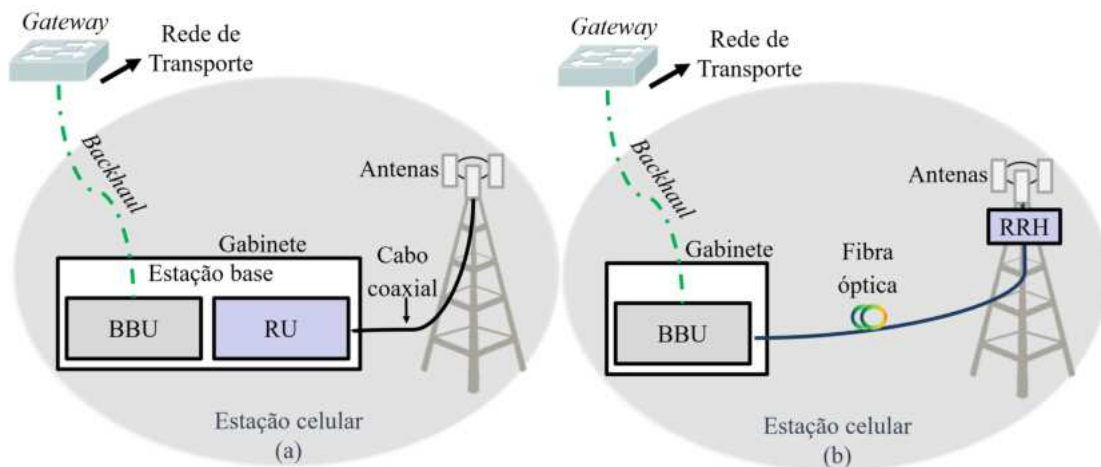 Gateway
Rede de
Transporte
Backhaul
Antenas
Gabinete
Estação base
Cabo
coaxial
BBU
RU
Estação celular
(a)
Gateway
Rede de
Transporte
Backhaul
Antenas
RRH
Gabinete
Fibra
óptica
BBU
Estação celular
(b)